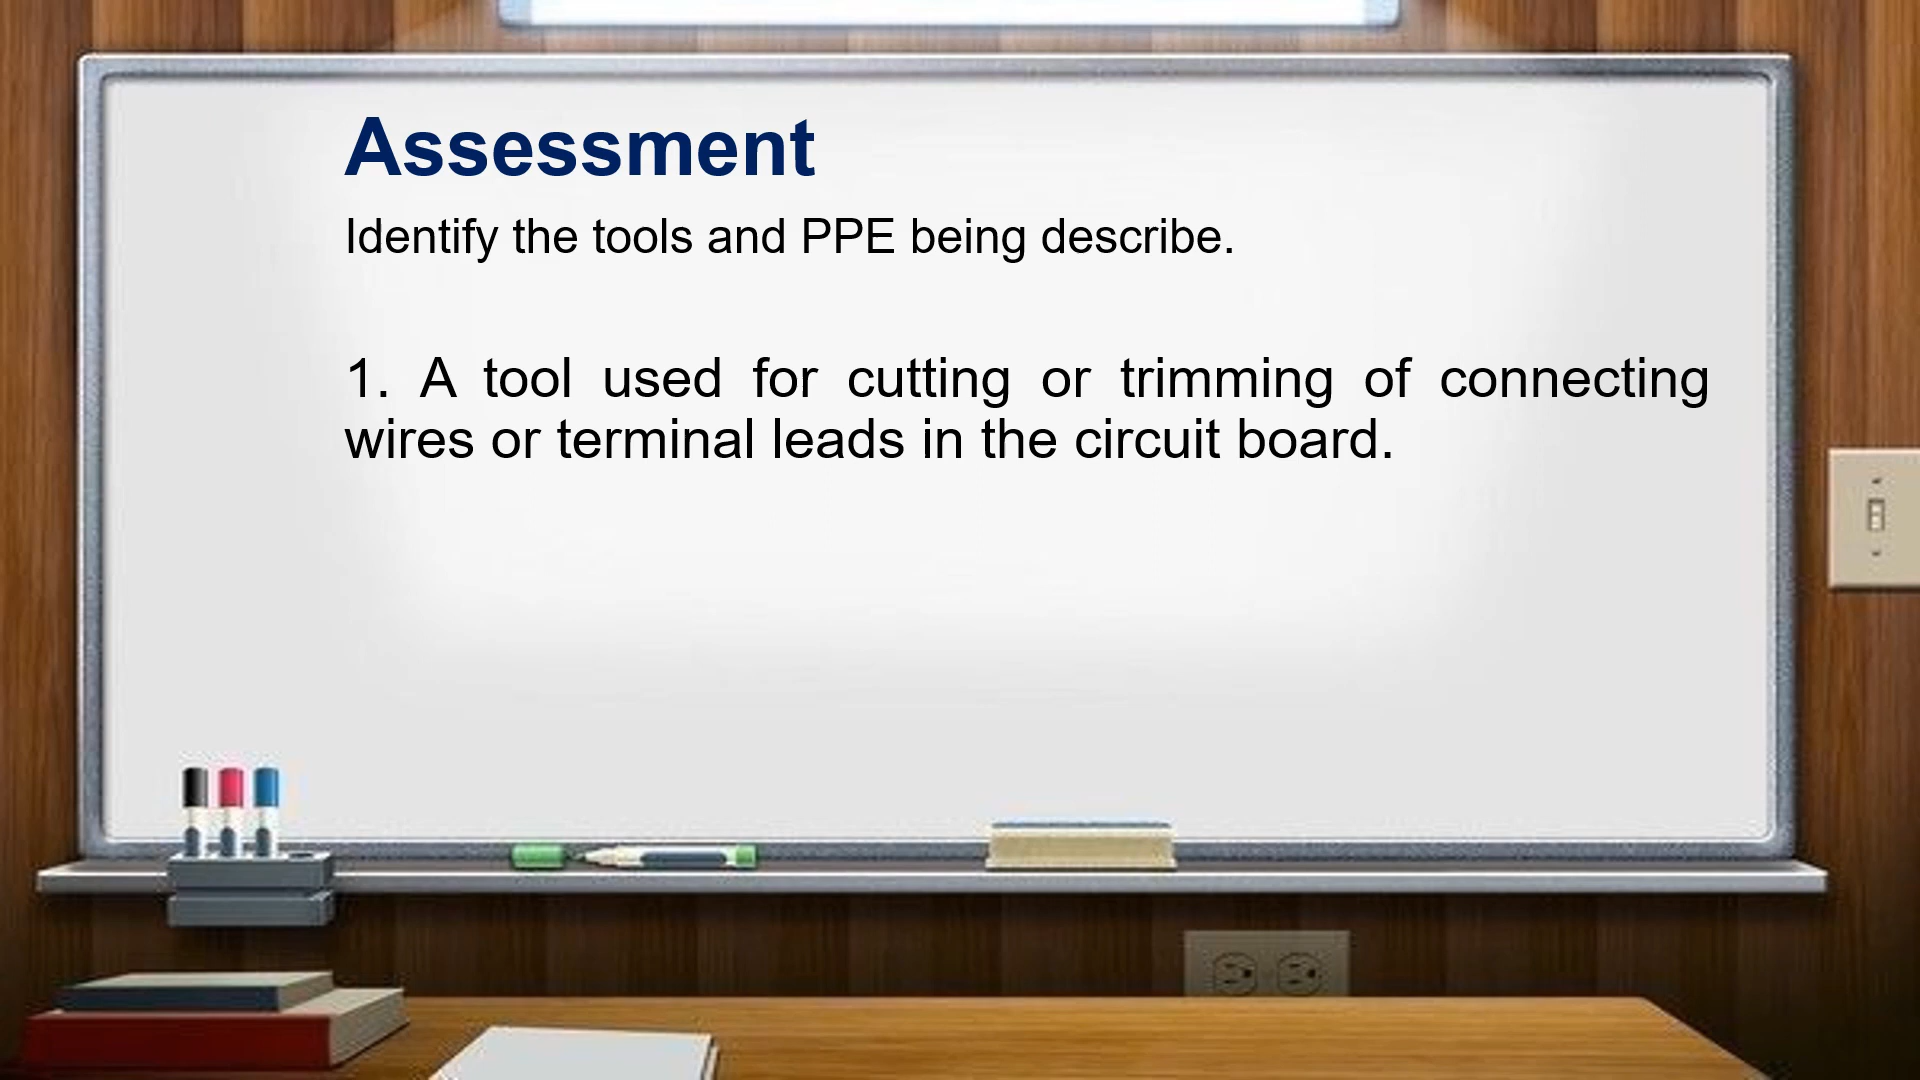 Assessment
Identify the tools and PPE being describe.
1. A tool used for cutting or trimming of connecting
wires or terminal leads in the circuit board.